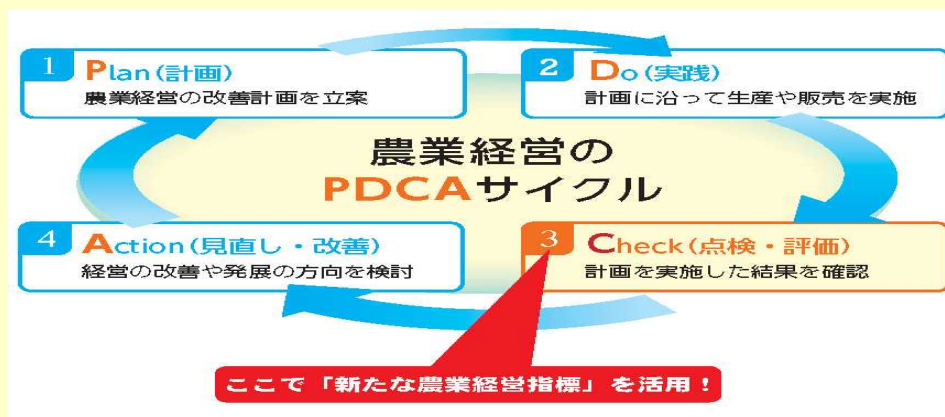 1 Plan(計画)
農業経営の改善計画を立案
2 Do(実践)
計画に沿って生産や販売を実施
農業経営の
PDCAサイクル
4 Action(見直し・改善)
経営の改善や発展の方向を検討
3 Check(点検・評価)
計画を実施した結果を確認
ここで「新たな農業経営指標」を活用!